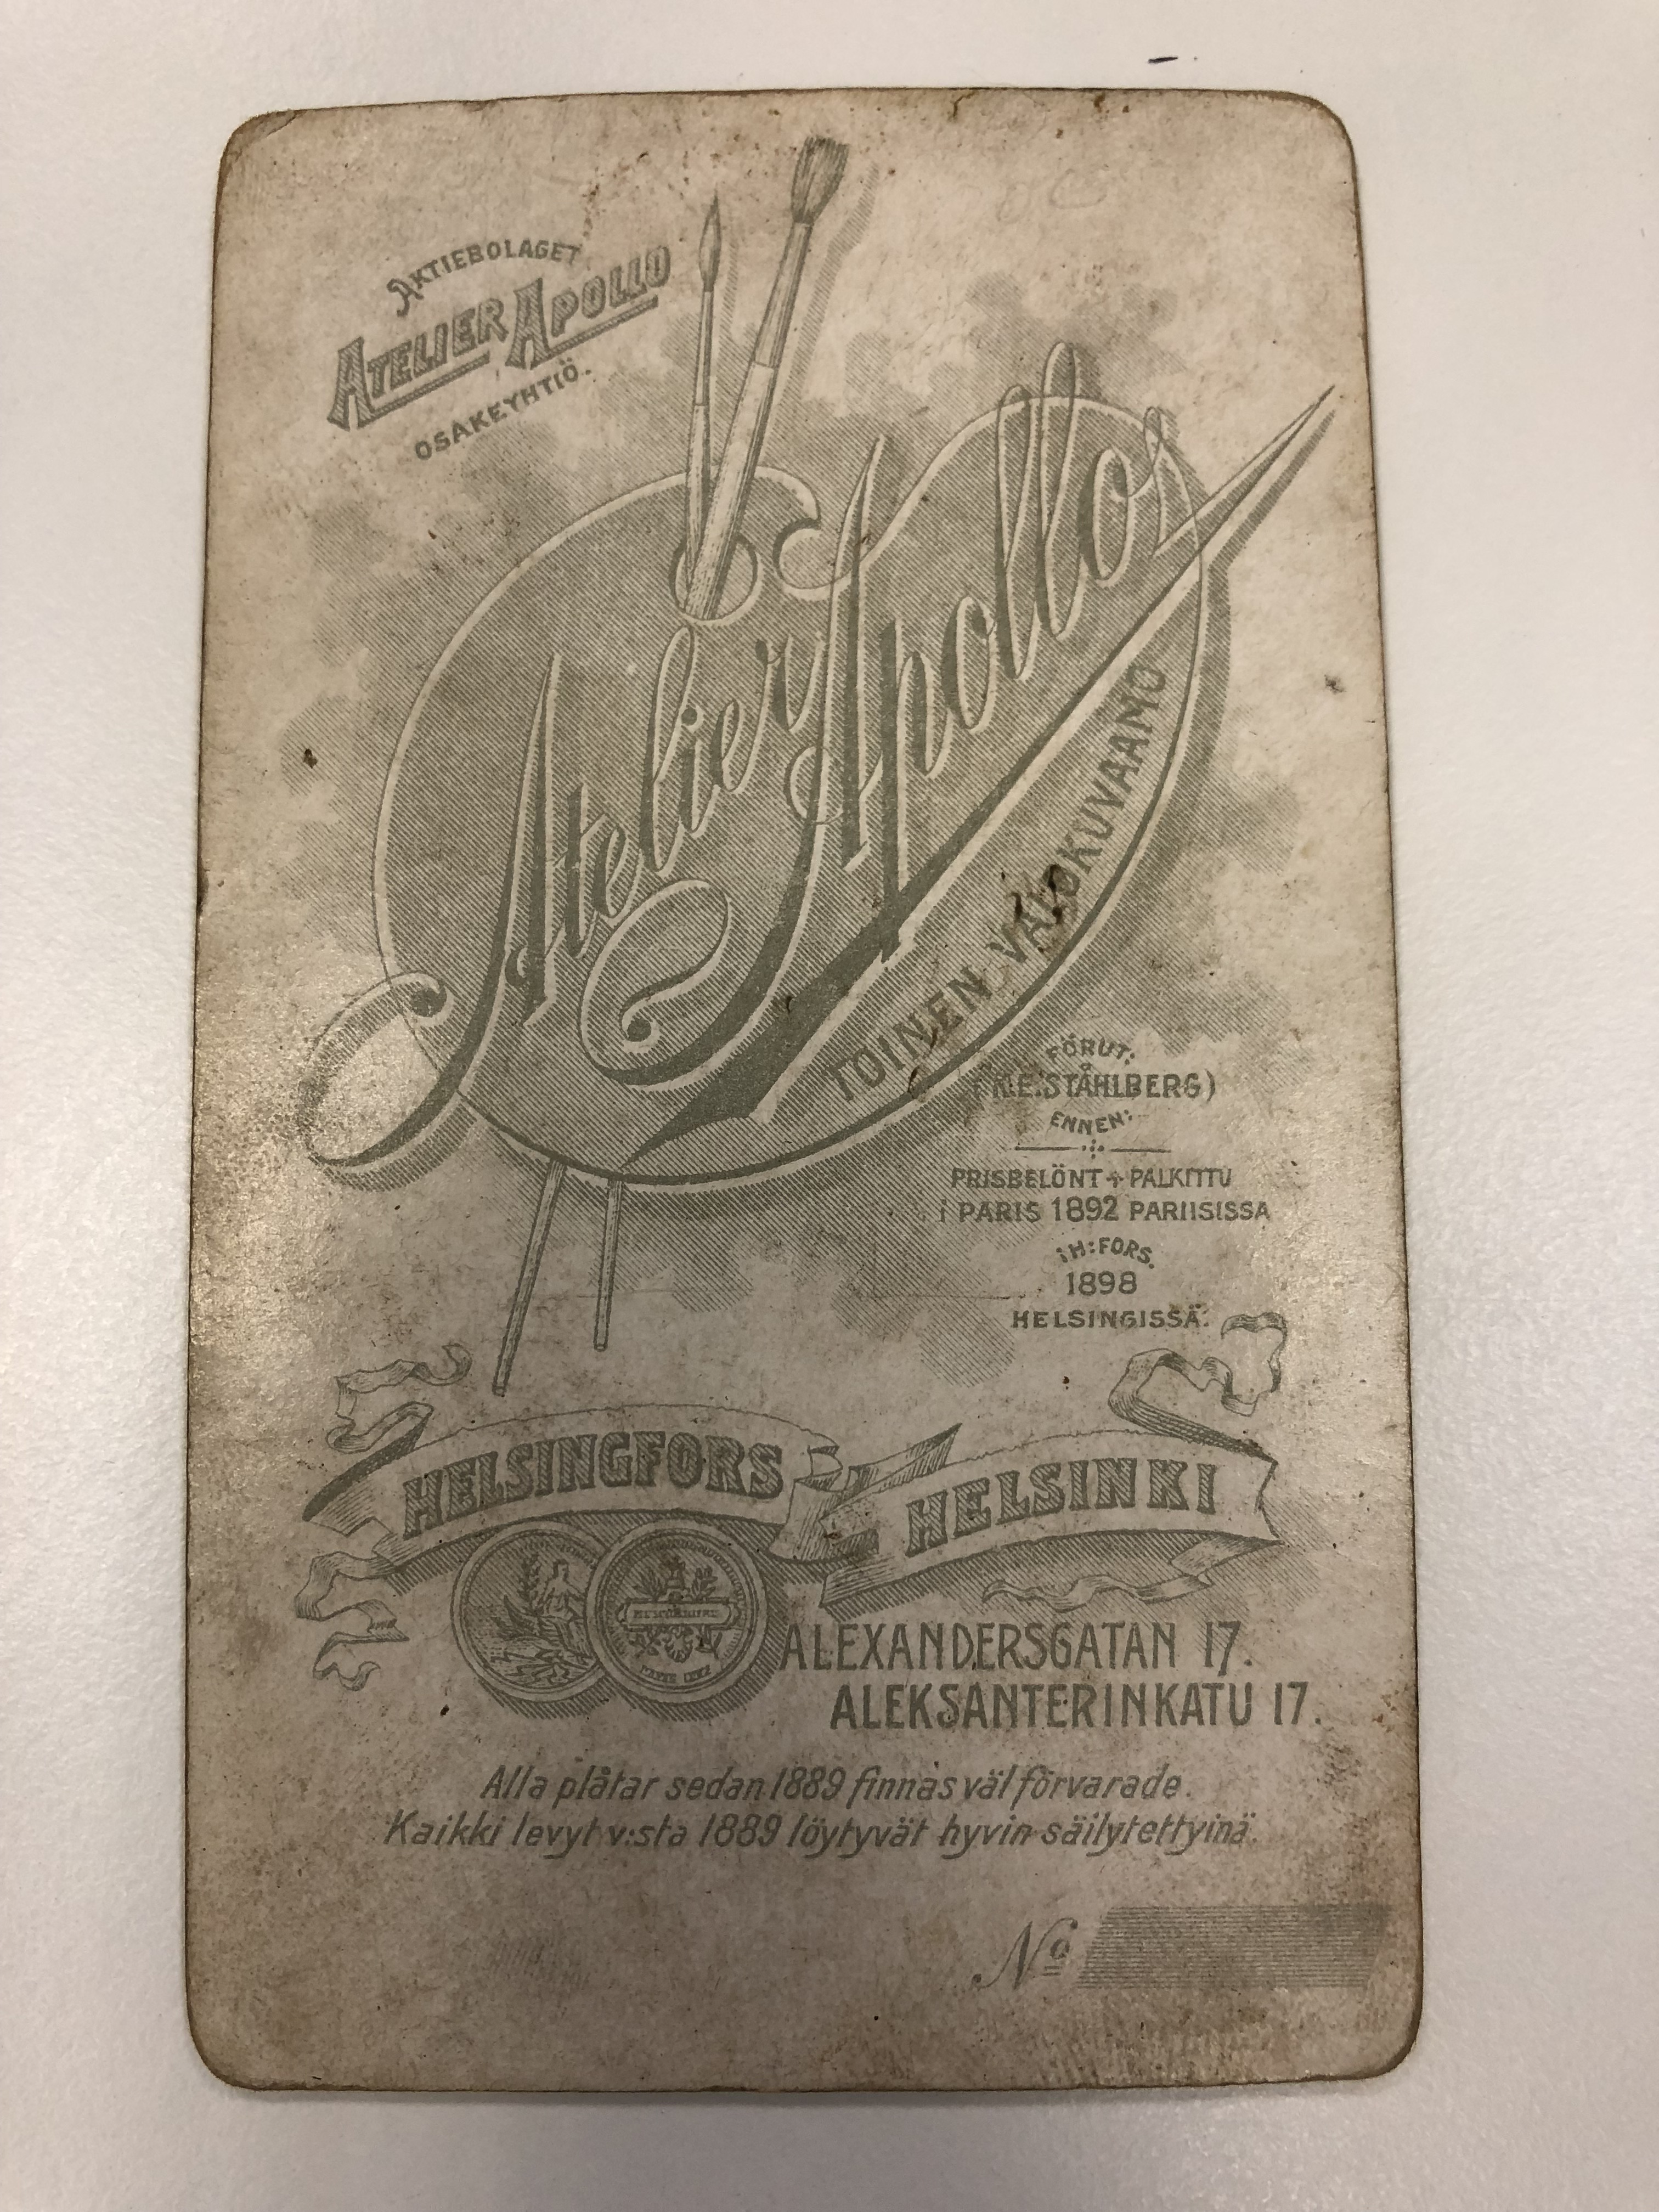 AKTIEBOLAGET
ATELIER APOLLO
OSAKEYHTIÖ.
Atelier Apollos
TOINEN VALOKUVAAMO
FÖRUT:
(K.E.STÅHLBERG)
ENNEN:
PRISBELÖNT + PALKITTU
i PARIS 1892 PARIISISSA
i H:FORS.
1898
HELSINGISSÄ.
HELSINGFORS
HELSINKI
ALEXANDERSGATAN 17.
ALEKSANTERINKATU 17.
Alla plåtar sedan 1889 finnas väl förvarade.
Kaikki levyt v:sta 1889 löytyvät hyvin säilytettyinä.
No